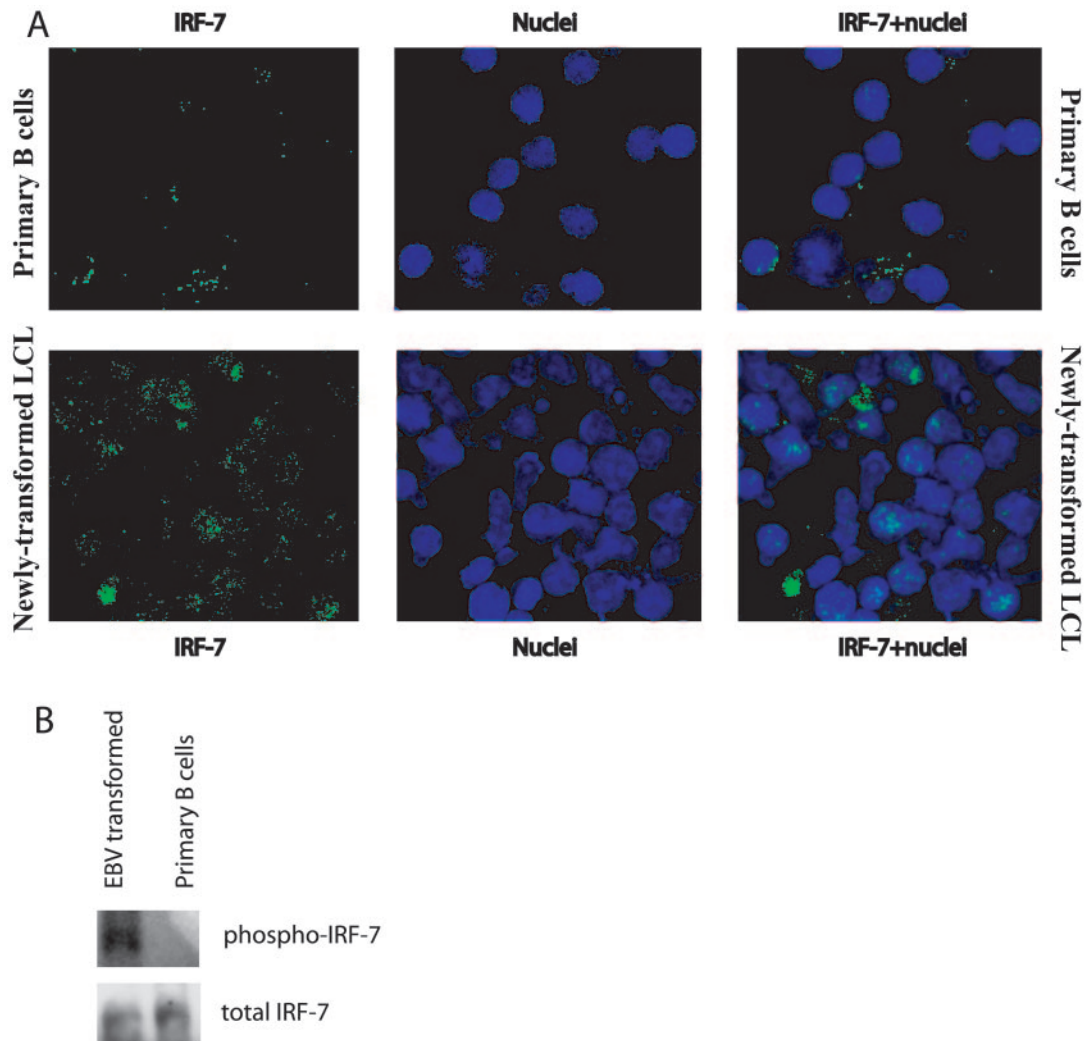 A
IRF-7
Nuclei
IRF-7+nuclei
Primary B cells
Primary B cells
Newly-transformed LCL
Newly-transformed LCL
IRF-7
Nuclei
IRF-7+nuclei
B
EBV transformed
Primary B cells
phospho-IRF-7
total IRF-7